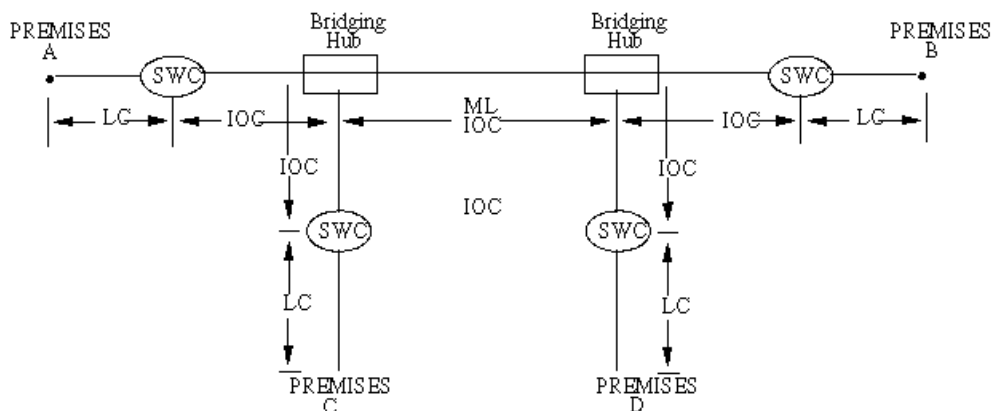 Bridging
Hub
Bridging
Hub
PREMISES
A
PREMISES
B
SWC
SWC
LC
IOC
ML
IOC
IOC
LC
IOC
IOC
IOC
SWC
SWC
LC
LC
PREMISES
C
PREMISES
D